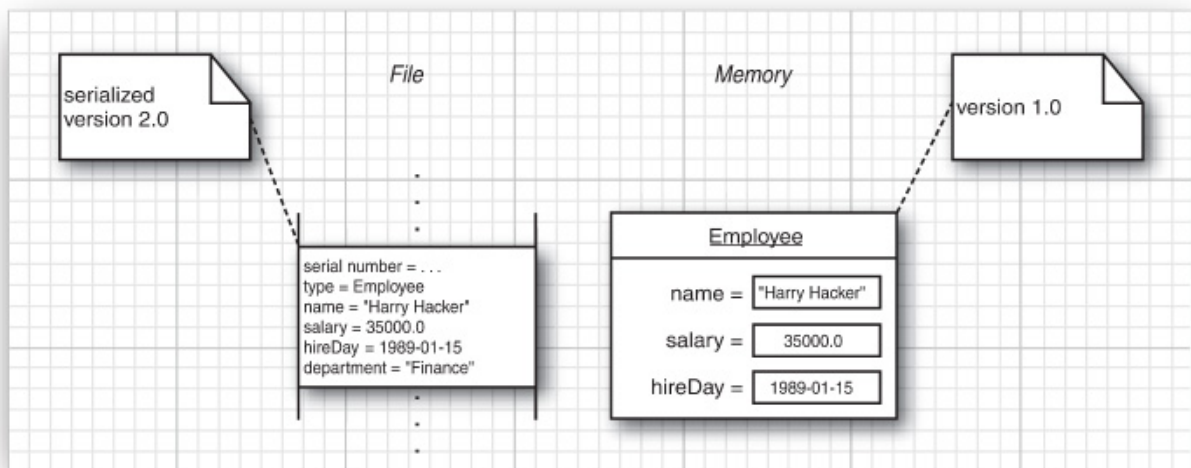 serialized
version 2.0
File
Memory
version 1.0
serial number = . . .
type = Employee
name = "Harry Hacker"
salary = 35000.0
hireDay = 1989-01-15
department = "Finance"
Employee
name = "Harry Hacker"
salary = 35000.0
hireDay = 1989-01-15